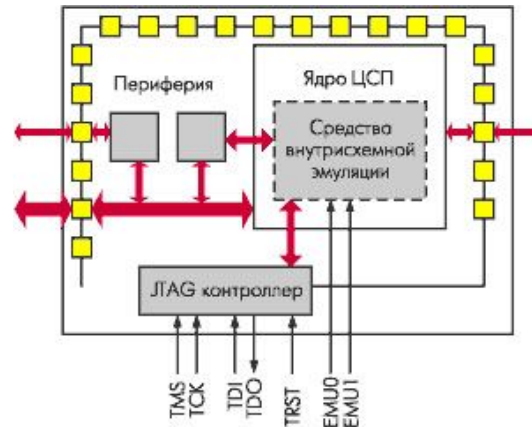 Периферия
Ядро ЦСП
Средство
внутрисхемной
эмуляции
JTAG контроллер
TMS
TCK
TDI
TDO
TRST
EMU0
EMU1